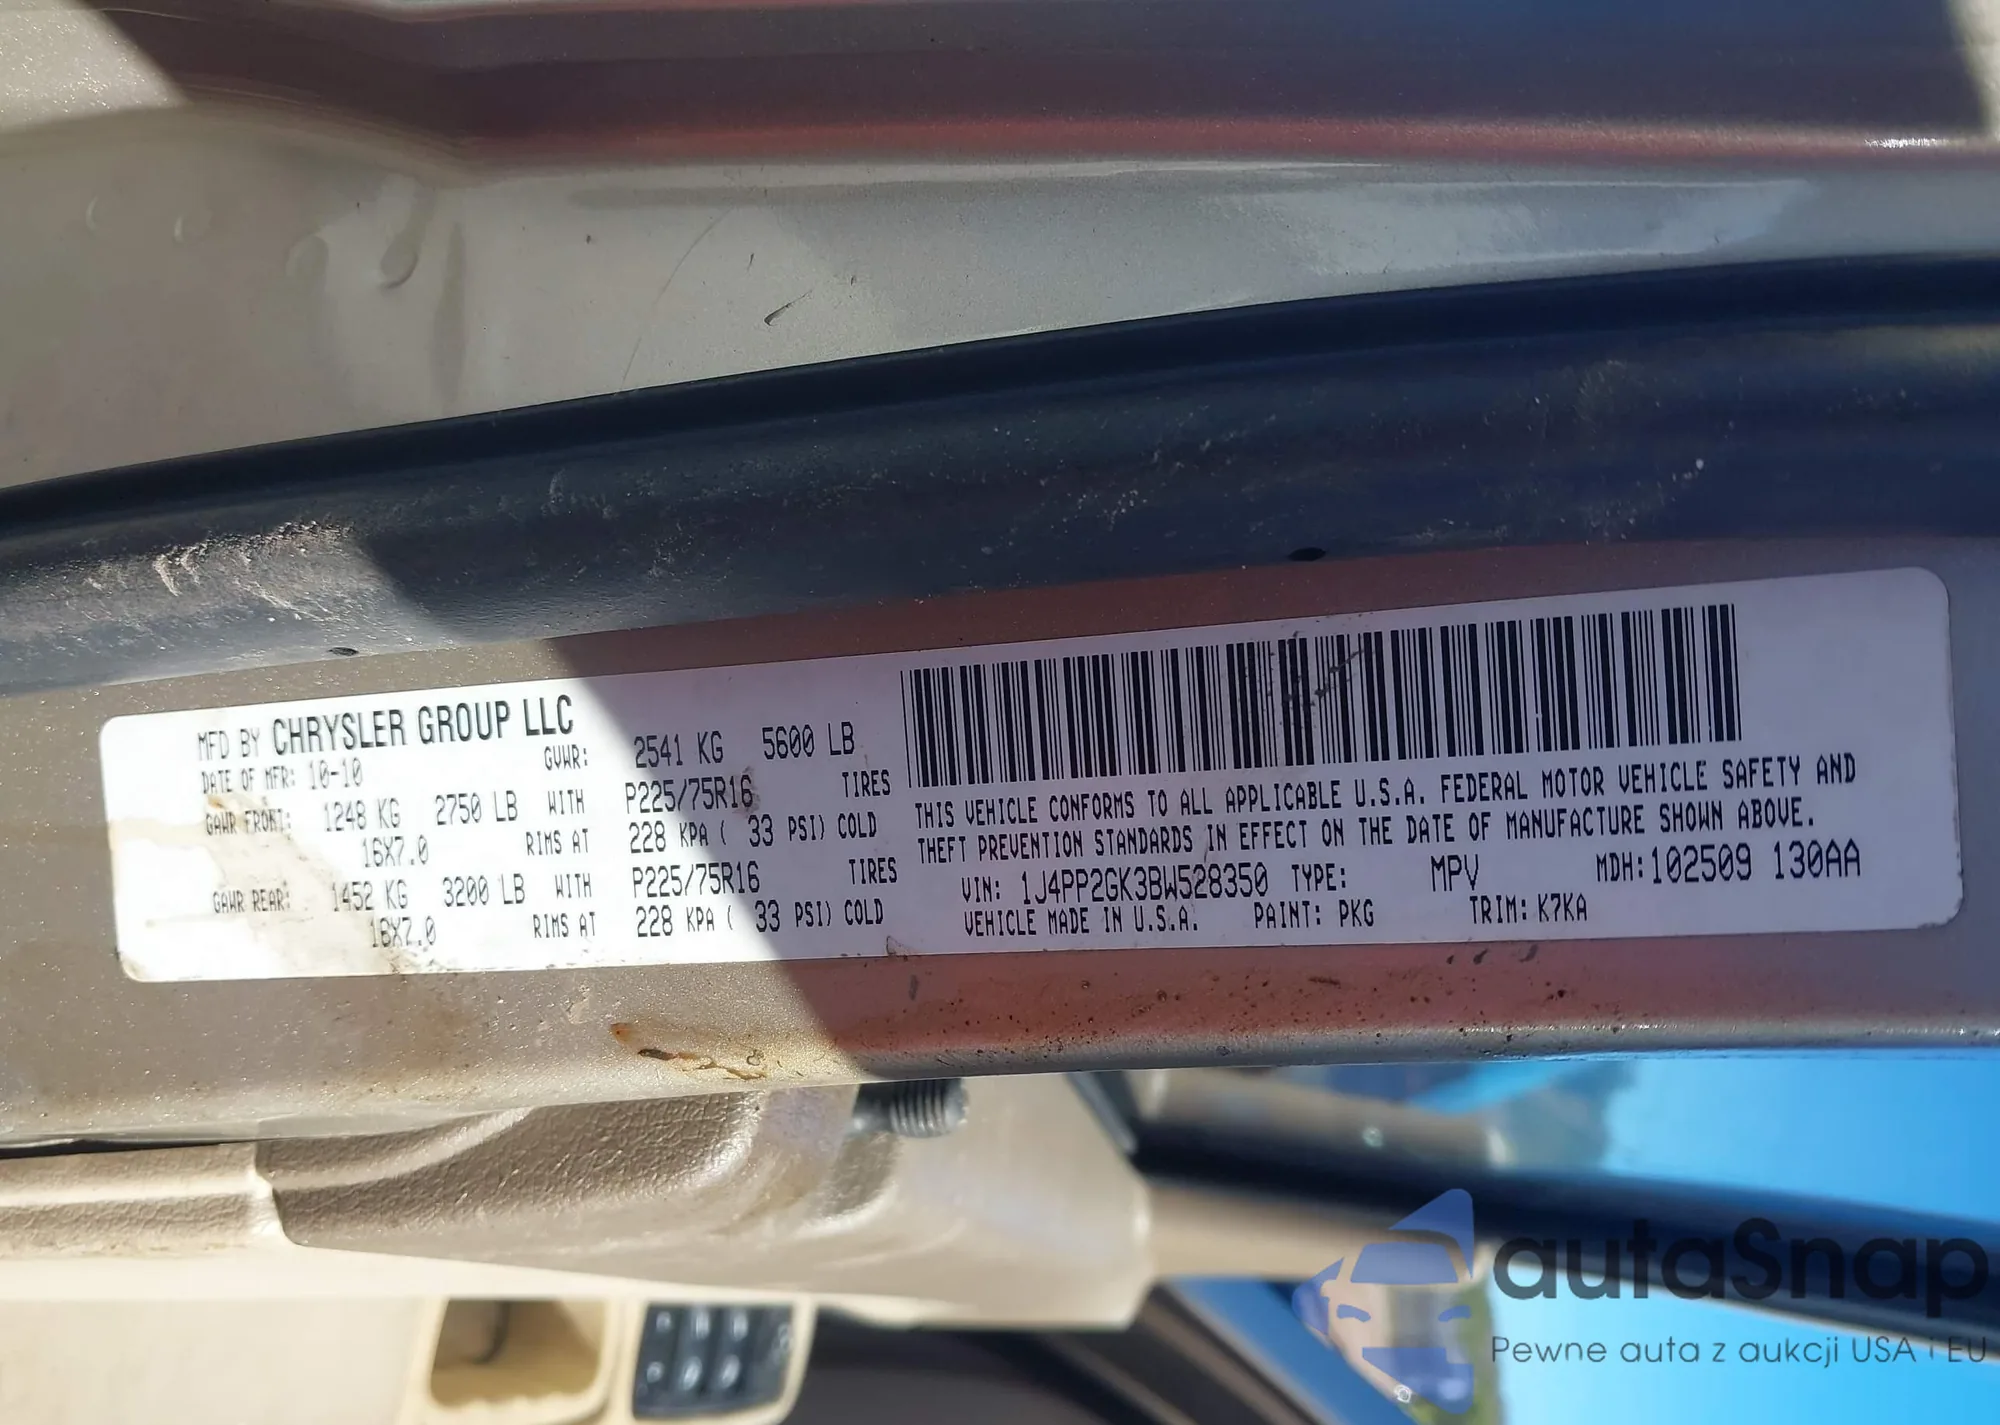 MFD BY CHRYSLER GROUP LLC
DATE OF MFR: 10-10 GVWR: 2541 KG 5600 LB
GAWR FRONT: 1248 KG 2750 LB WITH P225/75R16 TIRES
16X7.0 RIMS AT 228 KPA ( 33 PSI) COLD
GAWR REAR: 1452 KG 3200 LB WITH P225/75R16 TIRES
16X7.0 RIMS AT 228 KPA ( 33 PSI) COLD
THIS VEHICLE CONFORMS TO ALL APPLICABLE U.S.A. FEDERAL MOTOR VEHICLE SAFETY AND
THEFT PREVENTION STANDARDS IN EFFECT ON THE DATE OF MANUFACTURE SHOWN ABOVE.
VIN: 1J4PP2GK3BW528350 TYPE: MPV MDH: 102509 130AA
VEHICLE MADE IN U.S.A. PAINT: PKG TRIM: K7KA
autaSnap
Pewne auta z aukcji USA i EU